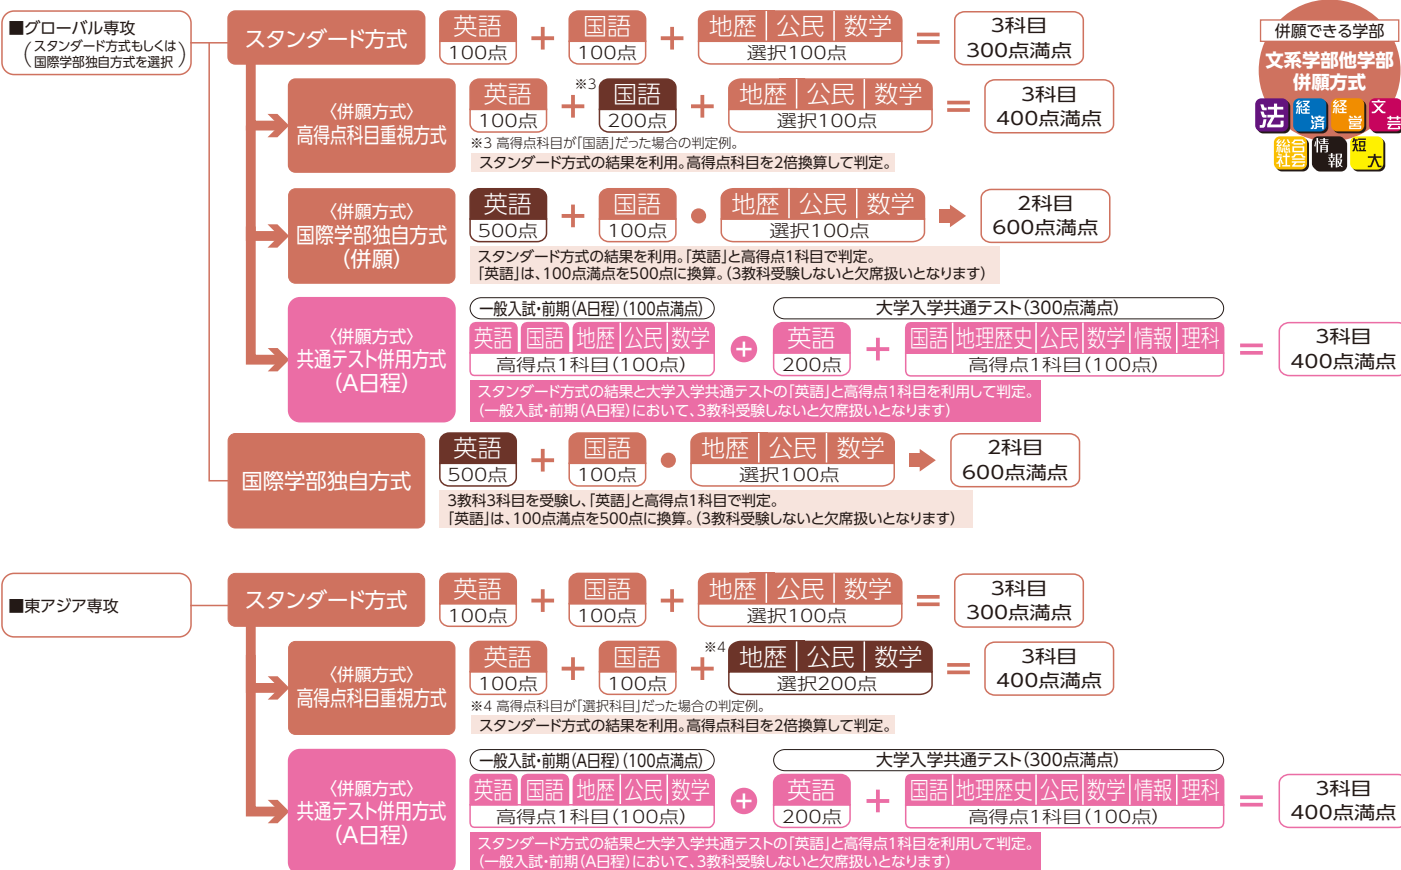 ■グローバル専攻
(スタンダード方式もしくは
国際学部独自方式を選択)
スタンダード方式
英語 + 国語 + 地歴 公民 数学 = 3科目
100点 100点 選択100点 300点満点
〈併願方式〉
高得点科目重視方式
英語 + ※3 国語 + 地歴 公民 数学 = 3科目
100点 200点 選択100点 400点満点
※3 高得点科目が「国語」だった場合の判定例。
スタンダード方式の結果を利用。高得点科目を2倍換算して判定。
〈併願方式〉
国際学部独自方式
(併願)
英語 + 国語 ● 地歴 公民 数学 2科目
500点 100点 選択100点 600点満点
スタンダード方式の結果を利用。「英語」と高得点1科目で判定。
「英語」は、100点満点を500点に換算。(3教科受験しないと欠席扱いとなります)
〈併願方式〉
共通テスト併用方式
(A日程)
一般入試・前期(A日程)(100点満点) 大学入学共通テスト(300点満点)
英語 国語 地歴 公民 数学 + 英語 + 国語 地理歴史 公民 数学 情報 理科 = 3科目
高得点1科目(100点) 200点 高得点1科目(100点) 400点満点
スタンダード方式の結果と大学入学共通テストの「英語」と高得点1科目を利用して判定。
(一般入試・前期(A日程)において、3教科受験しないと欠席扱いとなります)
国際学部独自方式
英語 + 国語 ● 地歴 公民 数学 2科目
500点 100点 選択100点 600点満点
3教科3科目を受験し、「英語」と高得点1科目で判定。
「英語」は、100点満点を500点に換算。(3教科受験しないと欠席扱いとなります)
併願できる学部
文系学部他学部
併願方式
法 経済 経営 文芸
総合社会 情報 短大
■東アジア専攻
スタンダード方式
英語 + 国語 + 地歴 公民 数学 = 3科目
100点 100点 選択100点 300点満点
〈併願方式〉
高得点科目重視方式
英語 + 国語 + ※4 地歴 公民 数学 = 3科目
100点 100点 選択200点 400点満点
※4 高得点科目が「選択科目」だった場合の判定例。
スタンダード方式の結果を利用。高得点科目を2倍換算して判定。
〈併願方式〉
共通テスト併用方式
(A日程)
一般入試・前期(A日程)(100点満点) 大学入学共通テスト(300点満点)
英語 国語 地歴 公民 数学 + 英語 + 国語 地理歴史 公民 数学 情報 理科 = 3科目
高得点1科目(100点) 200点 高得点1科目(100点) 400点満点
スタンダード方式の結果と大学入学共通テストの「英語」と高得点1科目を利用して判定。
(一般入試・前期(A日程)において、3教科受験しないと欠席扱いとなります)